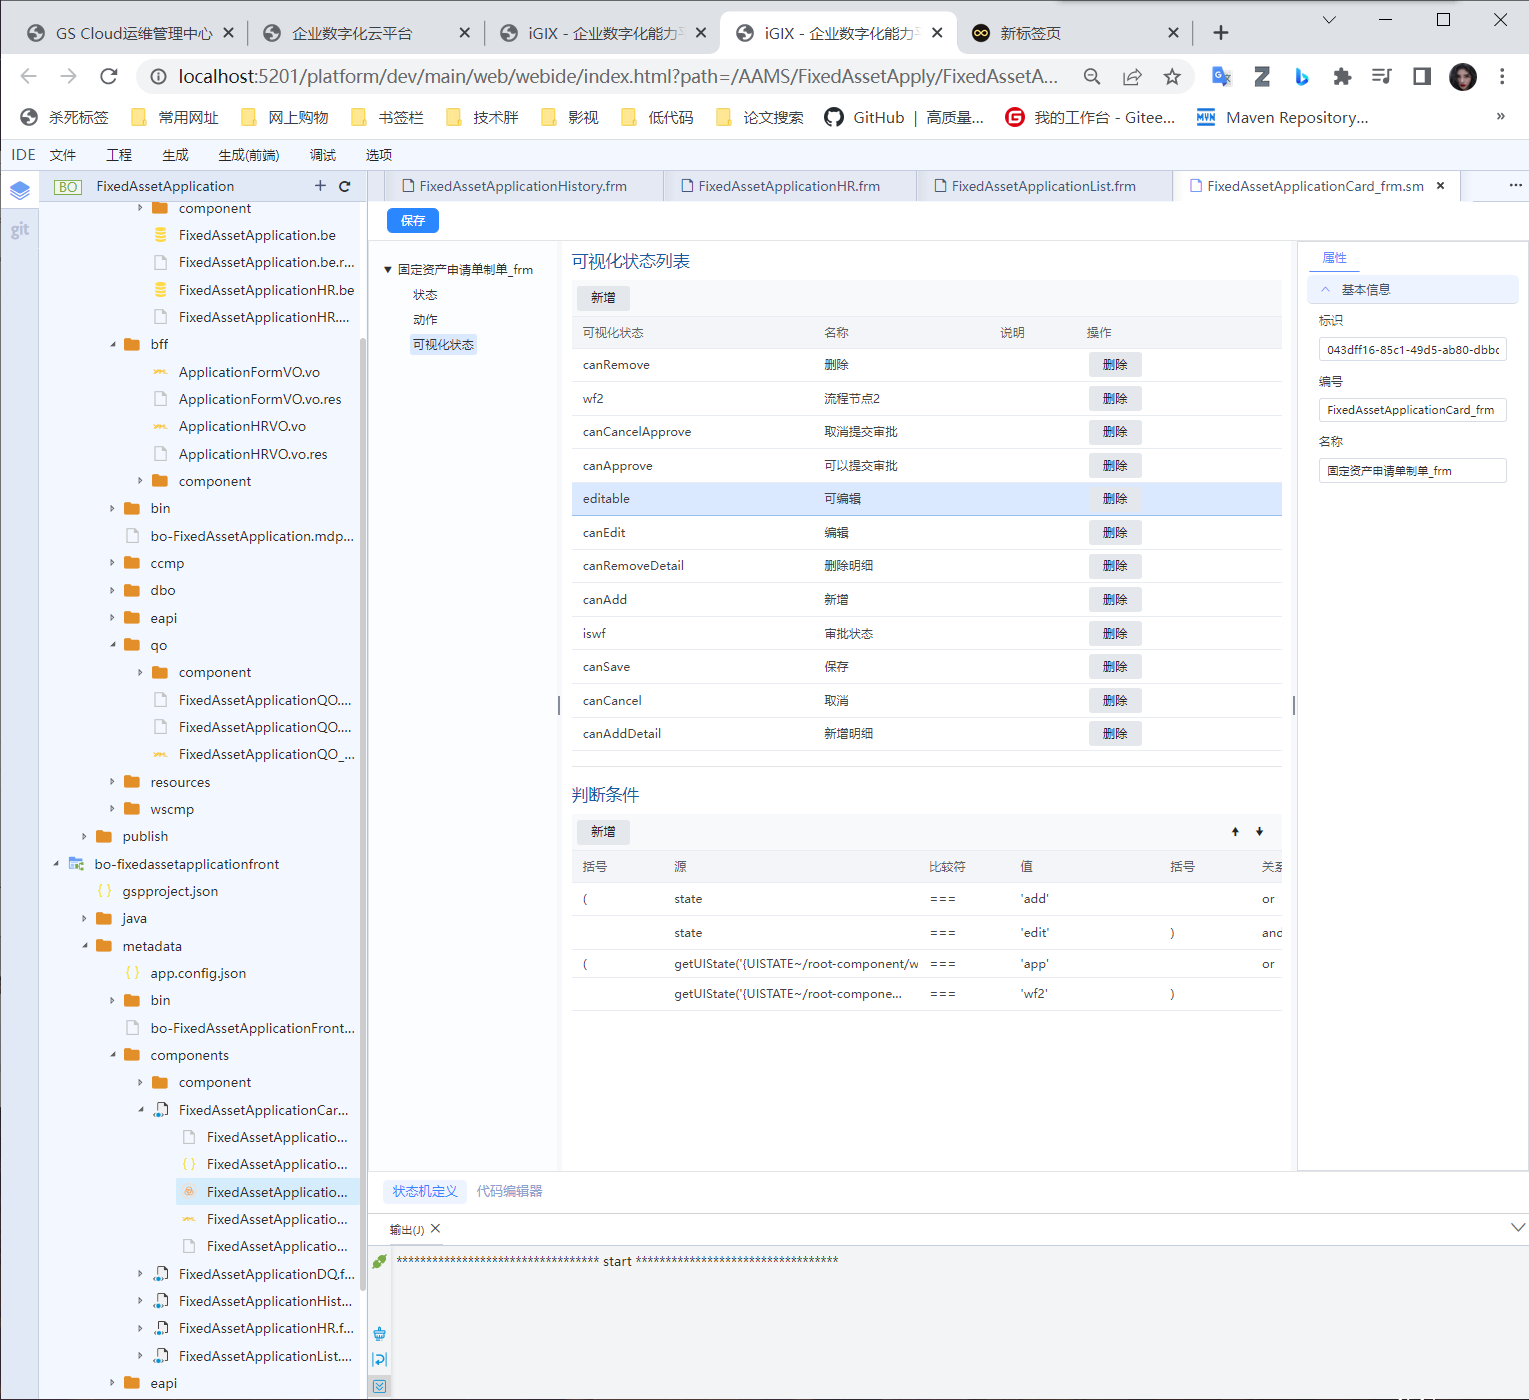 GS Cloud运维管理中心
企业数字化云平台
iGIX - 企业数字化能力
iGIX - 企业数字化能力
新标签页
localhost:5201/platform/dev/main/web/webide/index.html?path=/AAMS/FixedAssetApply/FixedAssetA...
杀死标签
常用网址
网上购物
书签栏
技术胖
影视
低代码
论文搜索
GitHub | 高质量...
我的工作台 - Gitee...
MVN Maven Repository...
»
IDE 文件 工程 生成 生成(前端) 调试 选项
BO FixedAssetApplication
git
component
FixedAssetApplication.be
FixedAssetApplication.be.r...
FixedAssetApplicationHR.be
FixedAssetApplicationHR....
bff
ApplicationFormVO.vo
ApplicationFormVO.vo.res
ApplicationHRVO.vo
ApplicationHRVO.vo.res
component
bin
bo-FixedAssetApplication.mdp...
ccmp
dbo
eapi
qo
component
FixedAssetApplicationQO....
FixedAssetApplicationQO....
FixedAssetApplicationQO_...
resources
wscmp
publish
bo-fixedassetapplicationfront
gspproject.json
java
metadata
app.config.json
bin
bo-FixedAssetApplicationFront...
components
component
FixedAssetApplicationCar...
FixedAssetApplicatio...
FixedAssetApplicatio...
FixedAssetApplicatio...
FixedAssetApplicatio...
FixedAssetApplicatio...
FixedAssetApplicationDQ.f...
FixedAssetApplicationHist...
FixedAssetApplicationHR.f...
FixedAssetApplicationList....
eapi
FixedAssetApplicationHistory.frm
FixedAssetApplicationHR.frm
FixedAssetApplicationList.frm
FixedAssetApplicationCard_frm.sm
保存
固定资产申请单制单_frm
状态
动作
可视化状态
可视化状态列表
新增
可视化状态 名称 说明 操作
canRemove 删除 删除
wf2 流程节点2 删除
canCancelApprove 取消提交审批 删除
canApprove 可以提交审批 删除
editable 可编辑 删除
canEdit 编辑 删除
canRemoveDetail 删除明细 删除
canAdd 新增 删除
iswf 审批状态 删除
canSave 保存 删除
canCancel 取消 删除
canAddDetail 新增明细 删除
判断条件
新增
括号 源 比较符 值 括号 关系
( state === 'add' or
state === 'edit' ) and
( getUIState('{UISTATE~/root-component/w === 'app' or
getUIState('{UISTATE~/root-compone... === 'wf2' )
属性
基本信息
标识
043dff16-85c1-49d5-ab80-dbbc
编号
FixedAssetApplicationCard_frm
名称
固定资产申请单制单_frm
状态机定义 代码编辑器
输出(J)
********************************** start **********************************